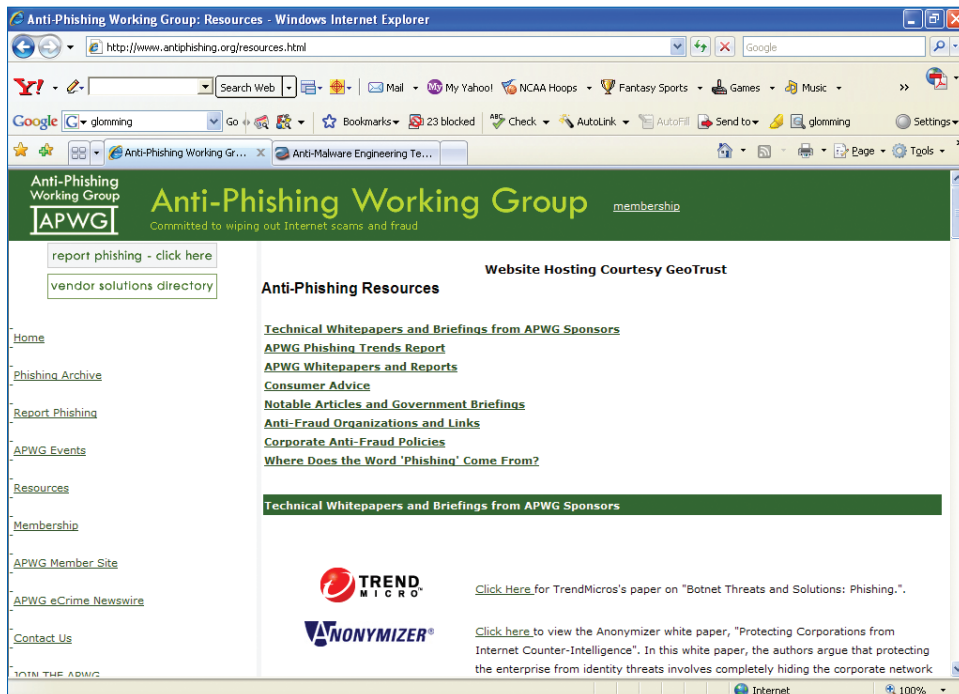 Anti-Phishing Working Group: Resources - Windows Internet Explorer
http://www.antiphishing.org/resources.html
Google
Y! Search Web Mail My Yahoo! NCAA Hoops Fantasy Sports Games Music »
Google G glomming Go Bookmarks 23 blocked ABC Check AutoLink AutoFill Send to glomming Settings
Anti-Phishing Working Gr... X Anti-Malware Engineering Te... Page Tools
Anti-Phishing
Working Group
APWG
Anti-Phishing Working Group membership
Committed to wiping out Internet scams and fraud
report phishing - click here
vendor solutions directory
Home
Phishing Archive
Report Phishing
APWG Events
Resources
Membership
APWG Member Site
APWG eCrime Newswire
Contact Us
JOIN THE APWG
Website Hosting Courtesy GeoTrust
Anti-Phishing Resources
Technical Whitepapers and Briefings from APWG Sponsors
APWG Phishing Trends Report
APWG Whitepapers and Reports
Consumer Advice
Notable Articles and Government Briefings
Anti-Fraud Organizations and Links
Corporate Anti-Fraud Policies
Where Does the Word 'Phishing' Come From?
Technical Whitepapers and Briefings from APWG Sponsors
TREND
MICRO™
Click Here for TrendMicros's paper on "Botnet Threats and Solutions: Phishing.".
ANONYMIZER®
Click here to view the Anonymizer white paper, "Protecting Corporations from
Internet Counter-Intelligence". In this white paper, the authors argue that protecting
the enterprise from identity threats involves completely hiding the corporate network
Internet 100%